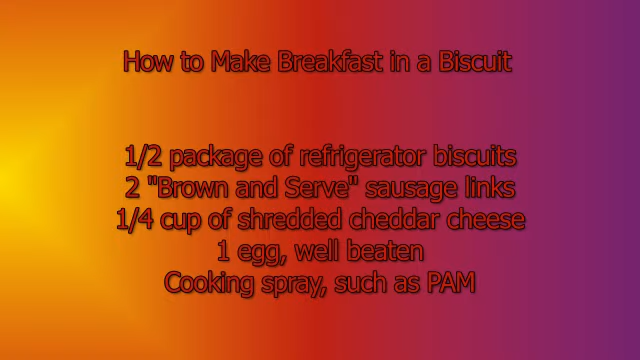 How to Make Breakfast in a Biscuit
1/2 package of refrigerator biscuits
2 "Brown and Serve" sausage links
1/4 cup of shredded cheddar cheese
1 egg, well beaten
Cooking spray, such as PAM